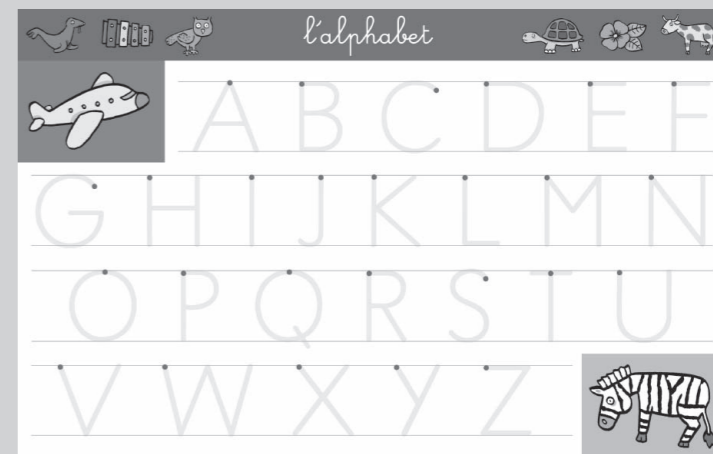 l'alphabet
A B C D E F
G H I J K L M N
O P Q R S T U
V W X Y Z